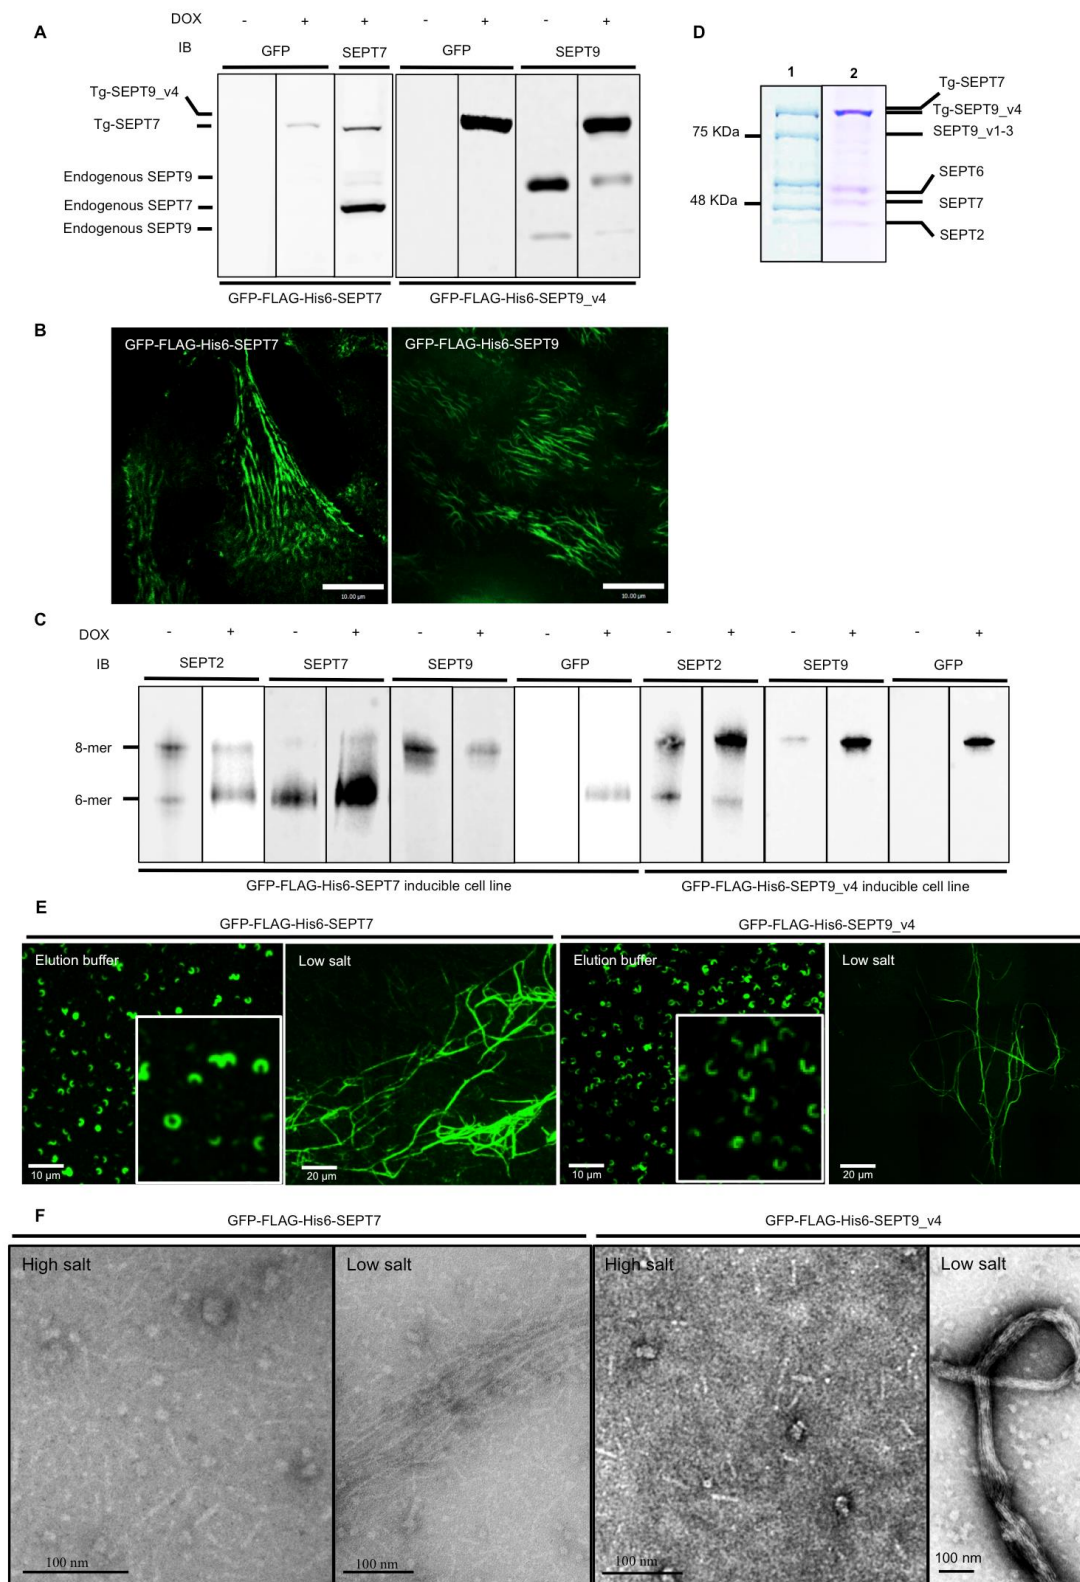 A
DOX - + + - + - +
IB GFP SEPT7 GFP SEPT9
Tg-SEPT9_v4
Tg-SEPT7
Endogenous SEPT9
Endogenous SEPT7
Endogenous SEPT9
GFP-FLAG-His6-SEPT7 GFP-FLAG-His6-SEPT9_v4
D
1 2
75 KDa
48 KDa
Tg-SEPT7
Tg-SEPT9_v4
SEPT9_v1-3
SEPT6
SEPT7
SEPT2
B
GFP-FLAG-His6-SEPT7 GFP-FLAG-His6-SEPT9
10.00 µm 10.00 µm
C
DOX - + - + - + - + - + - + - +
IB SEPT2 SEPT7 SEPT9 GFP SEPT2 SEPT9 GFP
8-mer
6-mer
GFP-FLAG-His6-SEPT7 inducible cell line GFP-FLAG-His6-SEPT9_v4 inducible cell line
E
GFP-FLAG-His6-SEPT7 GFP-FLAG-His6-SEPT9_v4
Elution buffer Low salt Elution buffer Low salt
10 µm 20 µm 10 µm 20 µm
F
GFP-FLAG-His6-SEPT7 GFP-FLAG-His6-SEPT9_v4
High salt Low salt High salt Low salt
100 nm 100 nm 100 nm 100 nm